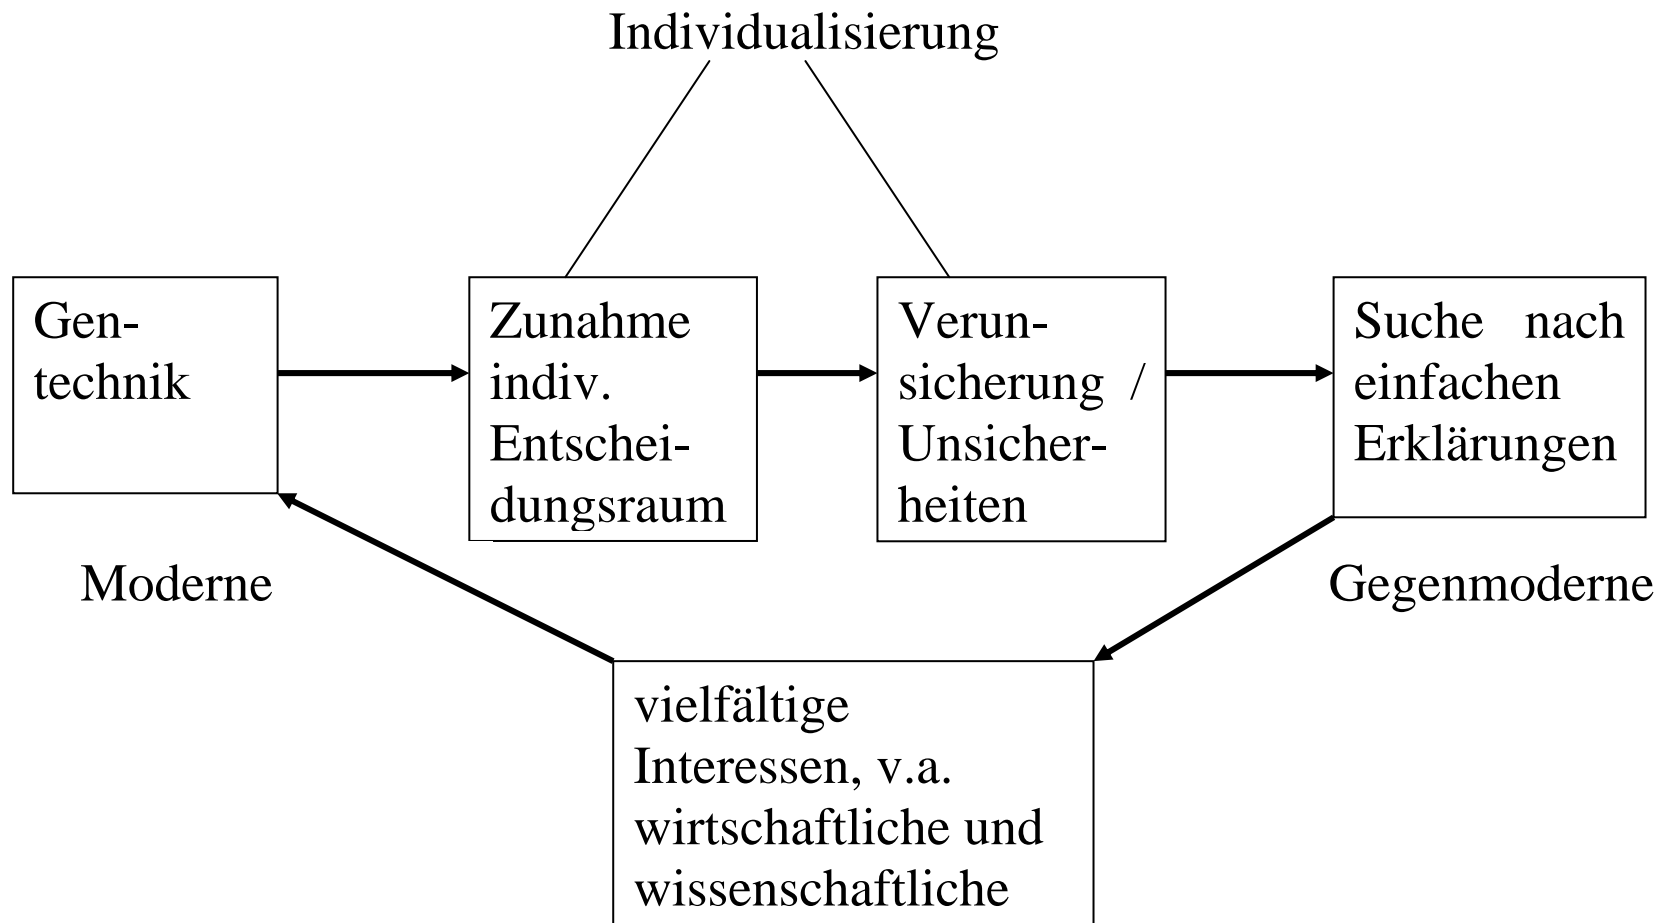 Individualisierung
Gen-
technik
Zunahme
indiv.
Entschei-
dungsraum
Verun-
sicherung /
Unsicher-
heiten
Suche nach
einfachen
Erklärungen
Moderne
Gegenmoderne
vielfältige
Interessen, v.a.
wirtschaftliche und
wissenschaftliche